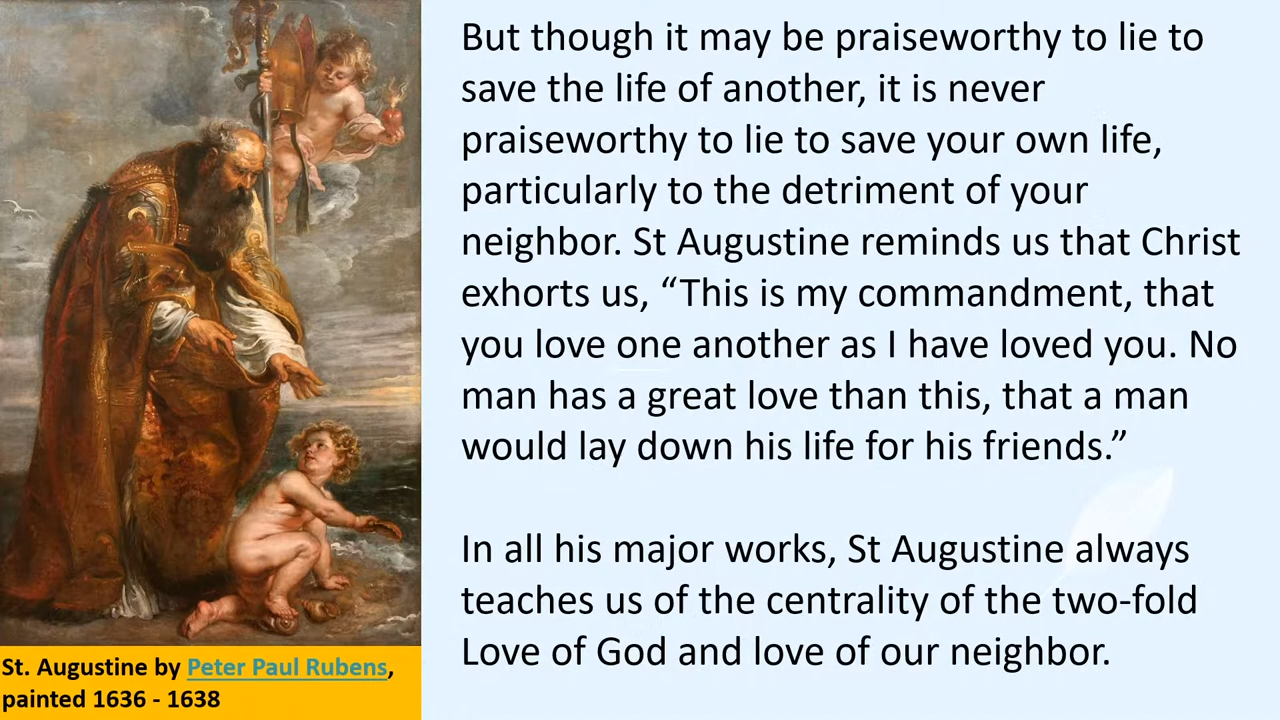 But though it may be praiseworthy to lie to
save the life of another, it is never
praiseworthy to lie to save your own life,
particularly to the detriment of your
neighbor. St Augustine reminds us that Christ
exhorts us, “This is my commandment, that
you love one another as I have loved you. No
man has a great love than this, that a man
would lay down his life for his friends.”
In all his major works, St Augustine always
teaches us of the centrality of the two-fold
Love of God and love of our neighbor.
St. Augustine by Peter Paul Rubens,
painted 1636 - 1638